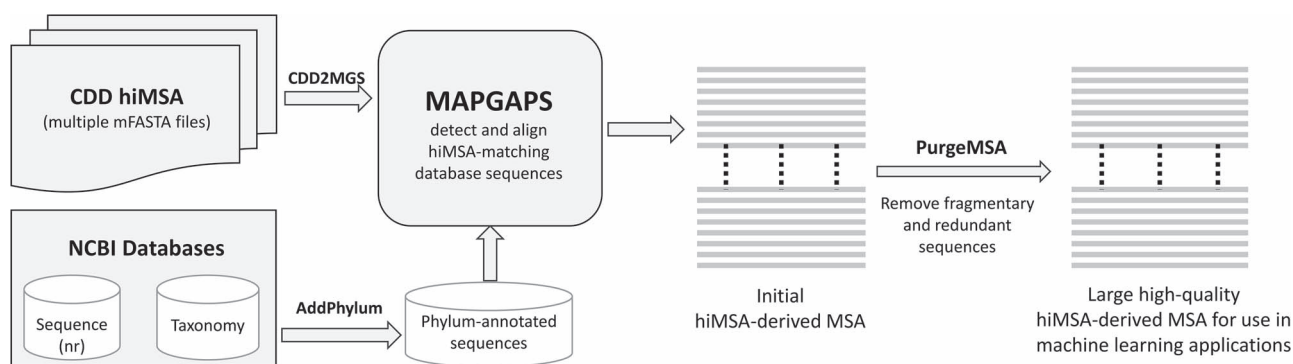 CDD hiMSA
(multiple mFASTA files)
CDD2MGS
MAPGAPS
detect and align
hiMSA-matching
database sequences
NCBI Databases
Sequence
(nr)
Taxonomy
AddPhylum
Phylum-annotated
sequences
Initial
hiMSA-derived MSA
PurgeMSA
Remove fragmentary
and redundant
sequences
Large high-quality
hiMSA-derived MSA for use in
machine learning applications